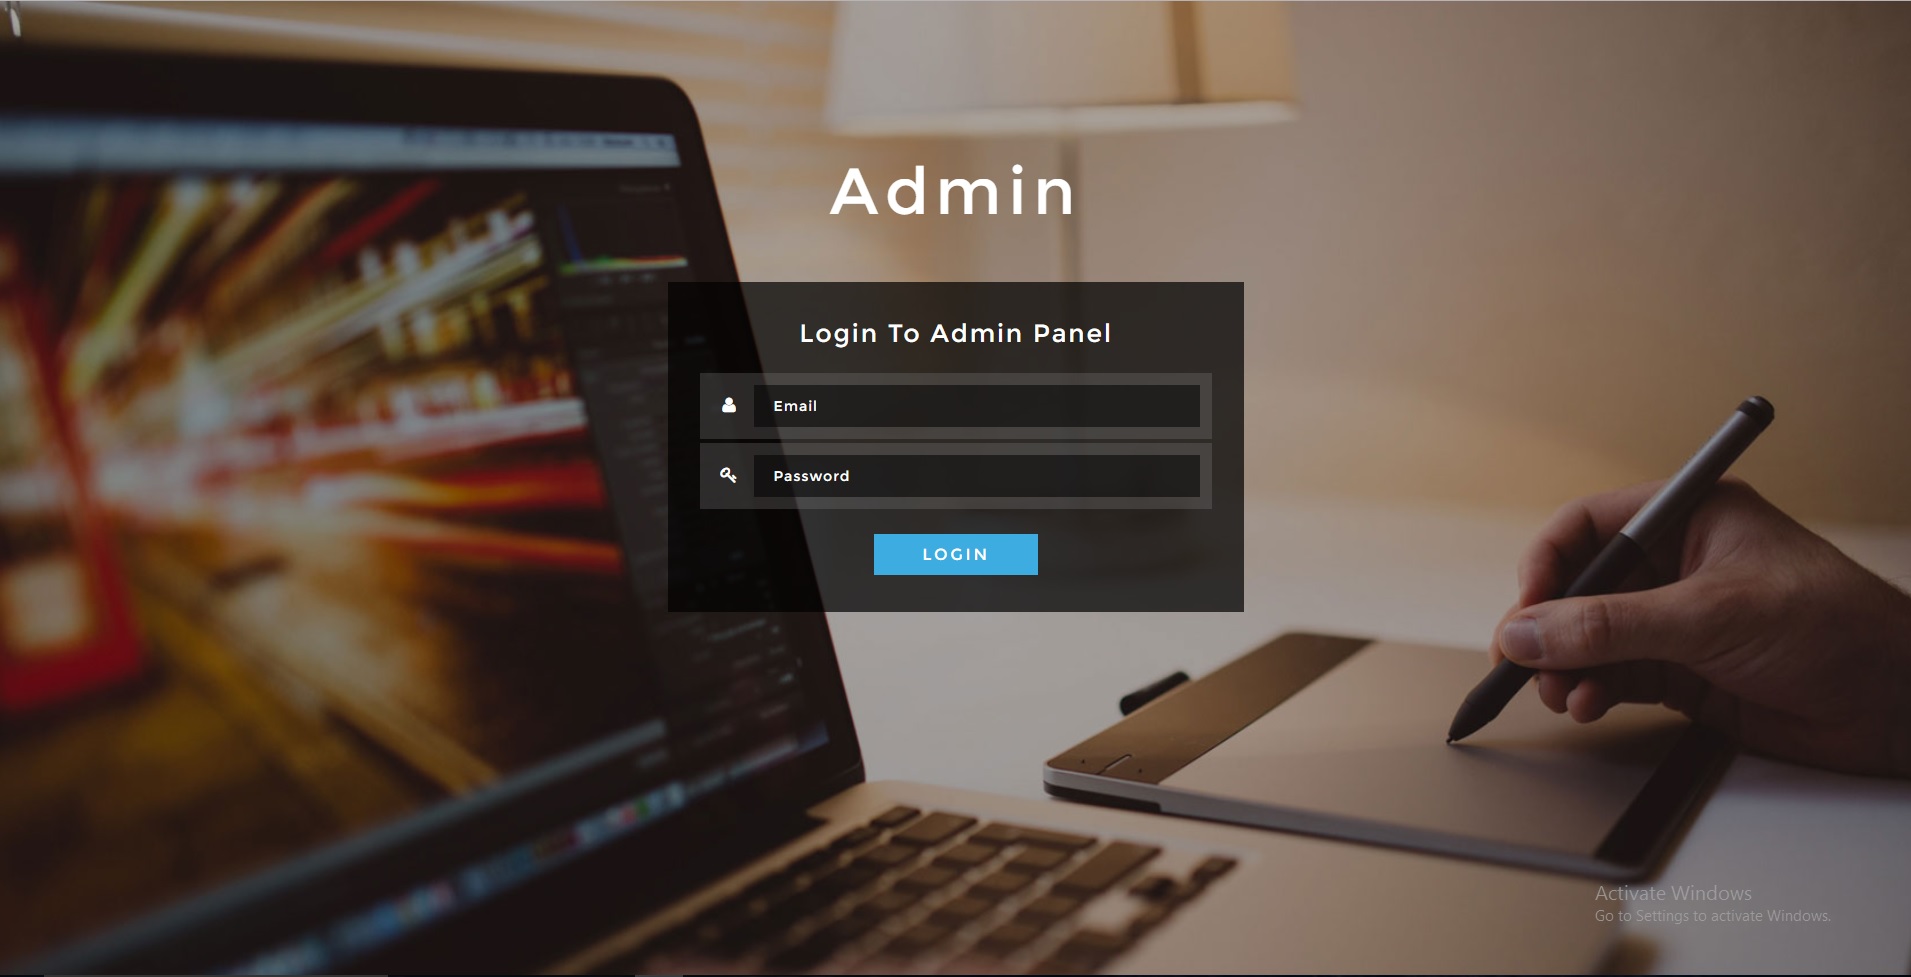 Admin
Login To Admin Panel
Email
Password
LOGIN
Activate Windows
Go to Settings to activate Windows.